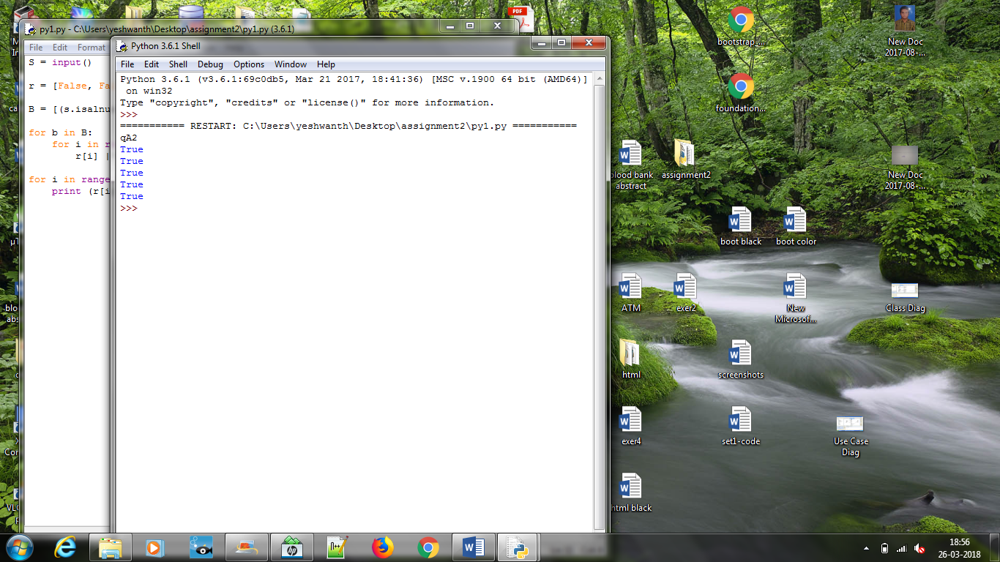 py1.py - C:\Users\yeshwanth\Desktop\assignment2\py1.py (3.6.1)
File Edit Format
S = input()
r = [False, Fa
B = [(s.isalnu
for b in B:
for i in r
r[i] |
for i in range
print (r[i
Python 3.6.1 Shell
File Edit Shell Debug Options Window Help
Python 3.6.1 (v3.6.1:69c0db5, Mar 21 2017, 18:41:36) [MSC v.1900 64 bit (AMD64)]
on win32
Type "copyright", "credits" or "license()" for more information.
>>>
=========== RESTART: C:\Users\yeshwanth\Desktop\assignment2\py1.py ===========
qA2
True
True
True
True
True
>>>
PDF
bootstrap_...
New Doc
2017-08-...
foundation...
blood bank
abstract
assignment2
New Doc
2017-08-...
boot black
boot color
ATM
exer2
New
Microsof...
Class Diag
html
screenshots
exer4
set1-code
Use Case
Diag
html black
18:56
26-03-2018